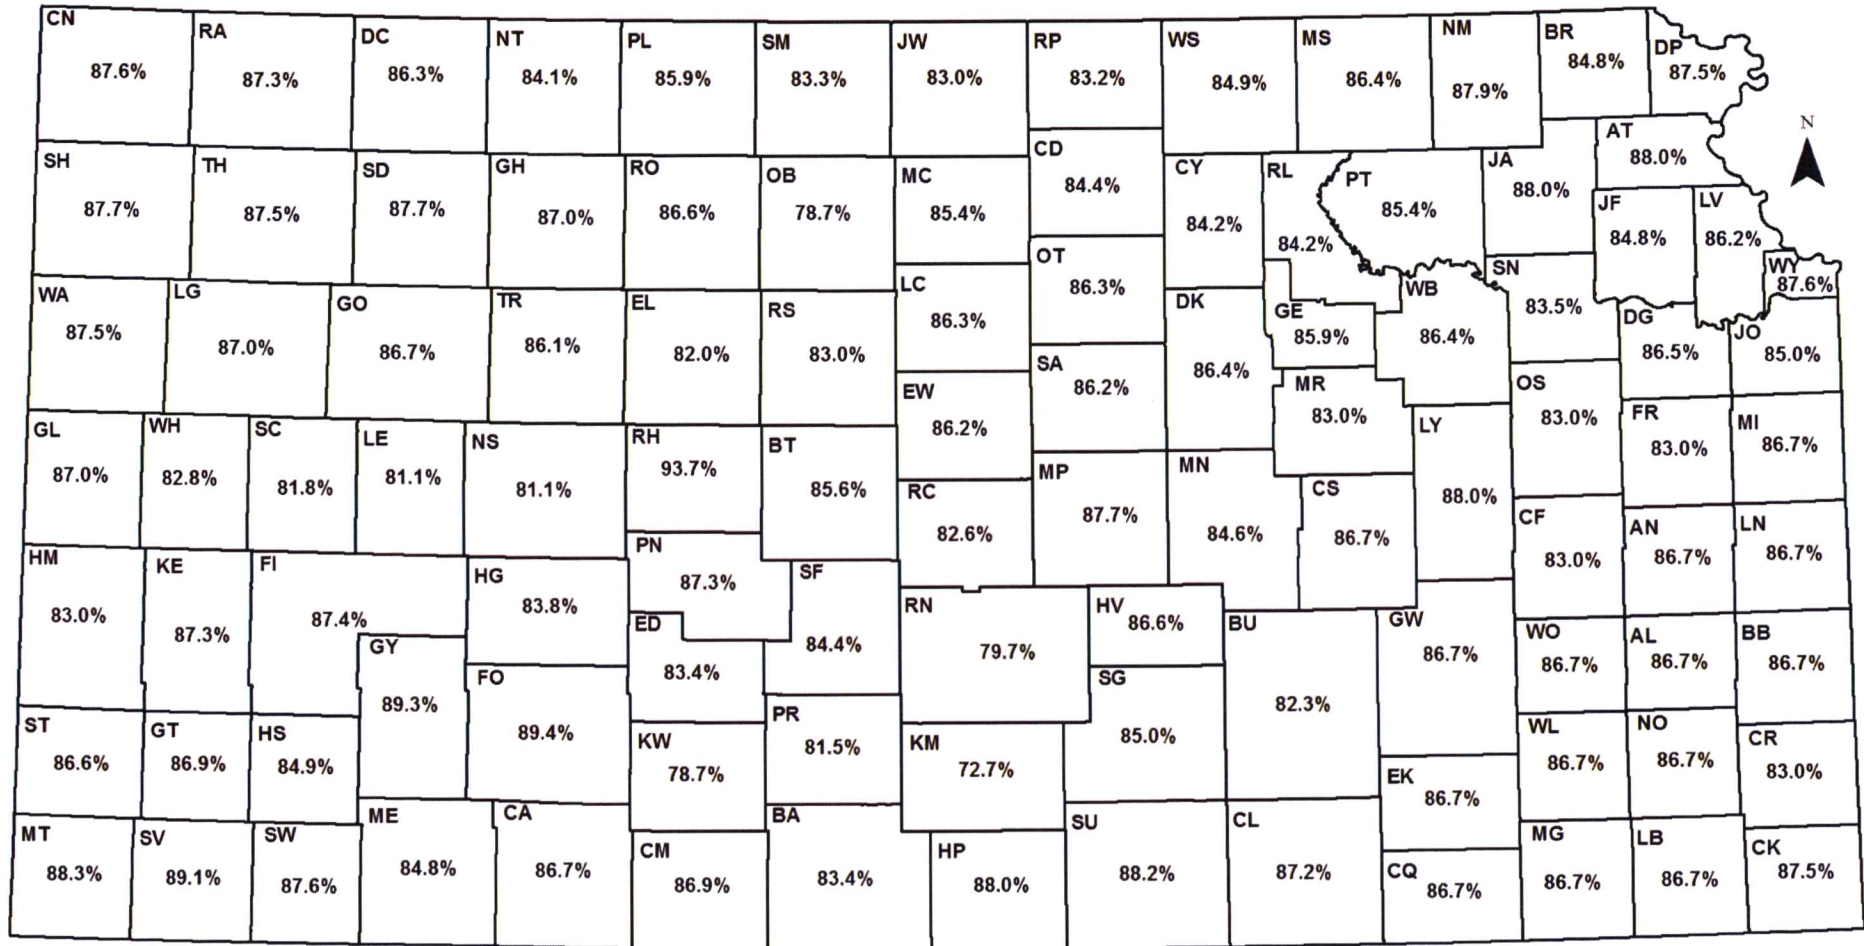 CN 87.6%
RA 87.3%
DC 86.3%
NT 84.1%
PL 85.9%
SM 83.3%
JW 83.0%
RP 83.2%
WS 84.9%
MS 86.4%
NM 87.9%
BR 84.8%
DP 87.5%
N
SH 87.7%
TH 87.5%
SD 87.7%
GH 87.0%
RO 86.6%
OB 78.7%
MC 85.4%
CD 84.4%
CY 84.2%
RL 84.2%
PT 85.4%
JA 88.0%
AT 88.0%
JF 84.8%
LV 86.2%
WY 87.6%
WA 87.5%
LG 87.0%
GO 86.7%
TR 86.1%
EL 82.0%
RS 83.0%
LC 86.3%
OT 86.3%
DK 86.4%
GE 85.9%
WB 86.4%
SN 83.5%
DG 86.5%
JO 85.0%
EW 86.2%
SA 86.2%
MR 83.0%
LY 88.0%
OS 83.0%
FR 83.0%
MI 86.7%
GL 87.0%
WH 82.8%
SC 81.8%
LE 81.1%
NS 81.1%
RH 93.7%
BT 85.6%
RC 82.6%
MP 87.7%
MN 84.6%
CS 86.7%
CF 83.0%
AN 86.7%
LN 86.7%
HM 83.0%
KE 87.3%
FI 87.4%
HG 83.8%
PN 87.3%
SF 84.4%
RN 79.7%
HV 86.6%
BU 82.3%
GW 86.7%
WO 86.7%
AL 86.7%
BB 86.7%
GY 89.3%
FO 89.4%
ED 83.4%
SG 85.0%
ST 86.6%
GT 86.9%
HS 84.9%
KW 78.7%
PR 81.5%
KM 72.7%
EK 86.7%
WL 86.7%
NO 86.7%
CR 83.0%
MT 88.3%
SV 89.1%
SW 87.6%
ME 84.8%
CA 86.7%
CM 86.9%
BA 83.4%
HP 88.0%
SU 88.2%
CL 87.2%
CQ 86.7%
MG 86.7%
LB 86.7%
CK 87.5%